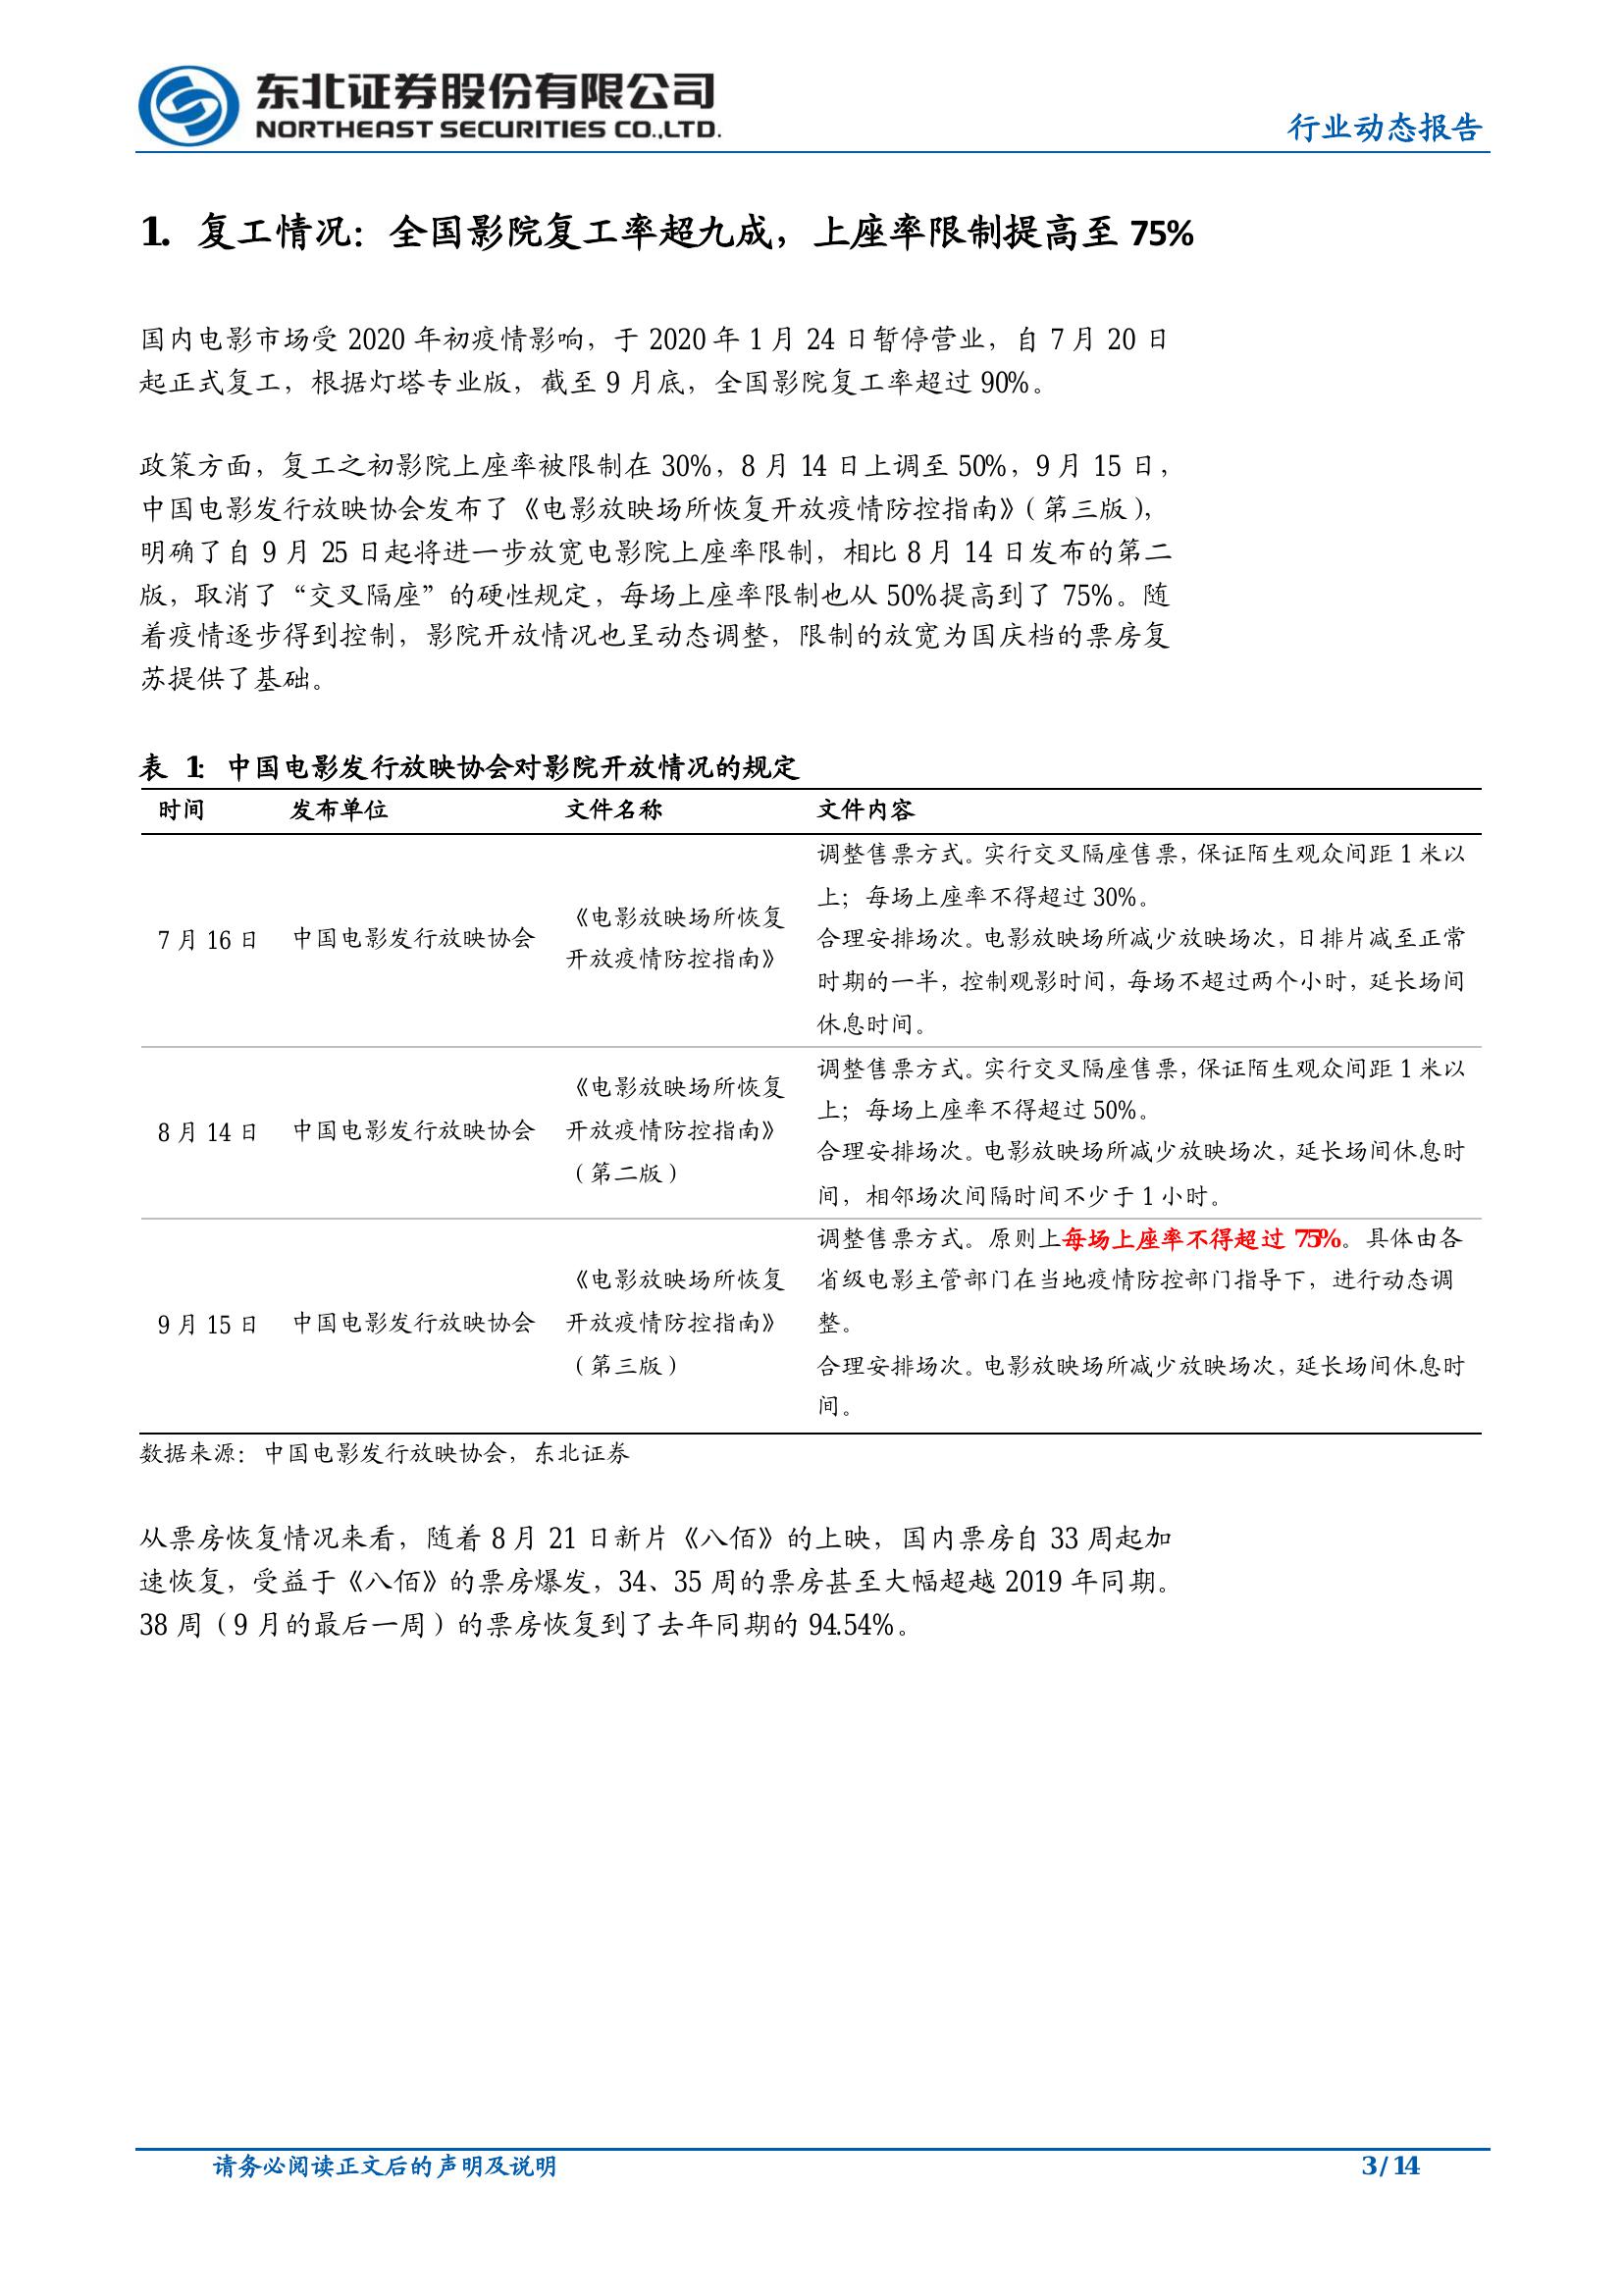 东北证券股份有限公司
NORTHEAST SECURITIES CO.,LTD.
行业动态报告
1. 复工情况：全国影院复工率超九成，上座率限制提高至 75%
国内电影市场受 2020 年初疫情影响，于 2020 年 1 月 24 日暂停营业，自 7 月 20 日
起正式复工，根据灯塔专业版，截至 9 月底，全国影院复工率超过 90%。
政策方面，复工之初影院上座率被限制在 30%，8 月 14 日上调至 50%，9 月 15 日，
中国电影发行放映协会发布了《电影放映场所恢复开放疫情防控指南》（第三版），
明确了自 9 月 25 日起将进一步放宽电影院上座率限制，相比 8 月 14 日发布的第二
版，取消了“交叉隔座”的硬性规定，每场上座率限制也从 50%提高到了 75%。随
着疫情逐步得到控制，影院开放情况也呈动态调整，限制的放宽为国庆档的票房复
苏提供了基础。
表 1：中国电影发行放映协会对影院开放情况的规定
时间 发布单位 文件名称 文件内容
7 月 16 日
中国电影发行放映协会
《电影放映场所恢复
开放疫情防控指南》
调整售票方式。实行交叉隔座售票，保证陌生观众间距 1 米以
上；每场上座率不得超过 30%。
合理安排场次。电影放映场所减少放映场次，日排片减至正常
时期的一半，控制观影时间，每场不超过两个小时，延长场间
休息时间。
8 月 14 日
中国电影发行放映协会
《电影放映场所恢复
开放疫情防控指南》
（第二版）
调整售票方式。实行交叉隔座售票，保证陌生观众间距 1 米以
上；每场上座率不得超过 50%。
合理安排场次。电影放映场所减少放映场次，延长场间休息时
间，相邻场次间隔时间不少于 1 小时。
9 月 15 日
中国电影发行放映协会
《电影放映场所恢复
开放疫情防控指南》
（第三版）
调整售票方式。原则上每场上座率不得超过 75%。具体由各
省级电影主管部门在当地疫情防控部门指导下，进行动态调
整。
合理安排场次。电影放映场所减少放映场次，延长场间休息时
间。
数据来源：中国电影发行放映协会，东北证券
从票房恢复情况来看，随着 8 月 21 日新片《八佰》的上映，国内票房自 33 周起加
速恢复，受益于《八佰》的票房爆发，34、35 周的票房甚至大幅超越 2019 年同期。
38 周（9 月的最后一周）的票房恢复到了去年同期的 94.54%。
请务必阅读正文后的声明及说明
3 / 14